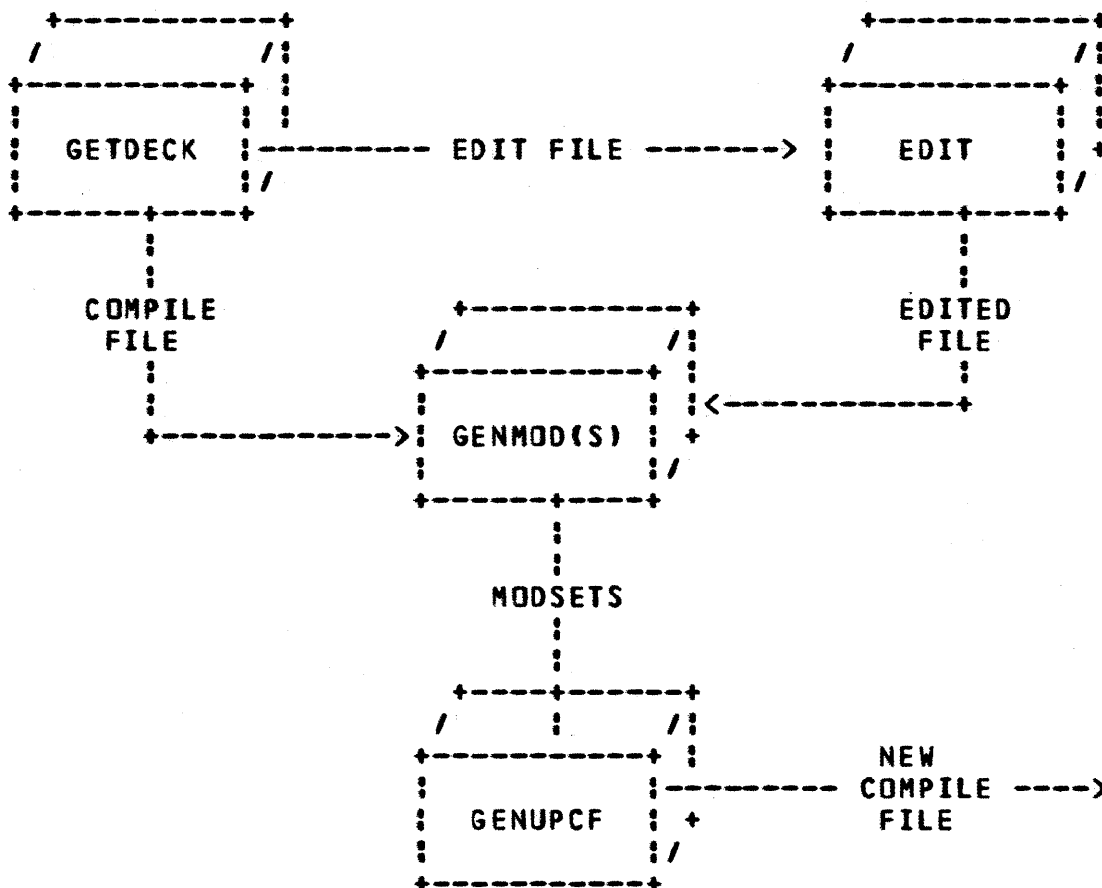 GETDECK
EDIT FILE
EDIT
COMPILE
FILE
EDITED
FILE
GENMOD(S)
MODSETS
GENUPCF
NEW
COMPILE
FILE